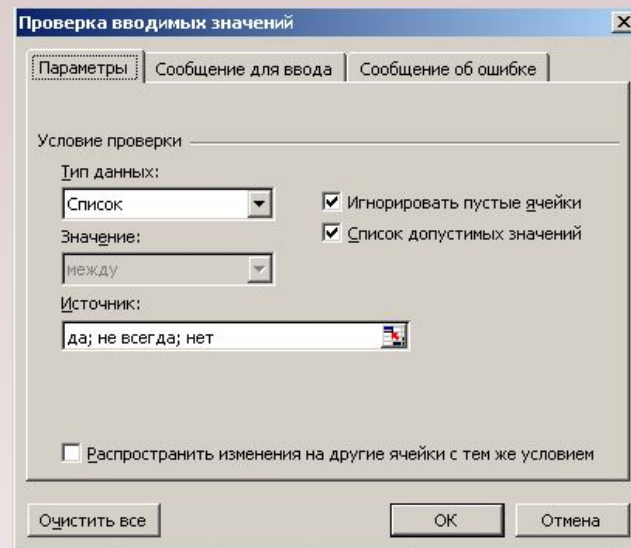 Проверка вводимых значений
Параметры Сообщение для ввода Сообщение об ошибке
Условие проверки
Тип данных:
Список
Игнорировать пустые ячейки
Значение:
Список допустимых значений
между
Источник:
да; не всегда; нет
Распространить изменения на другие ячейки с тем же условием
Очистить все ОК Отмена